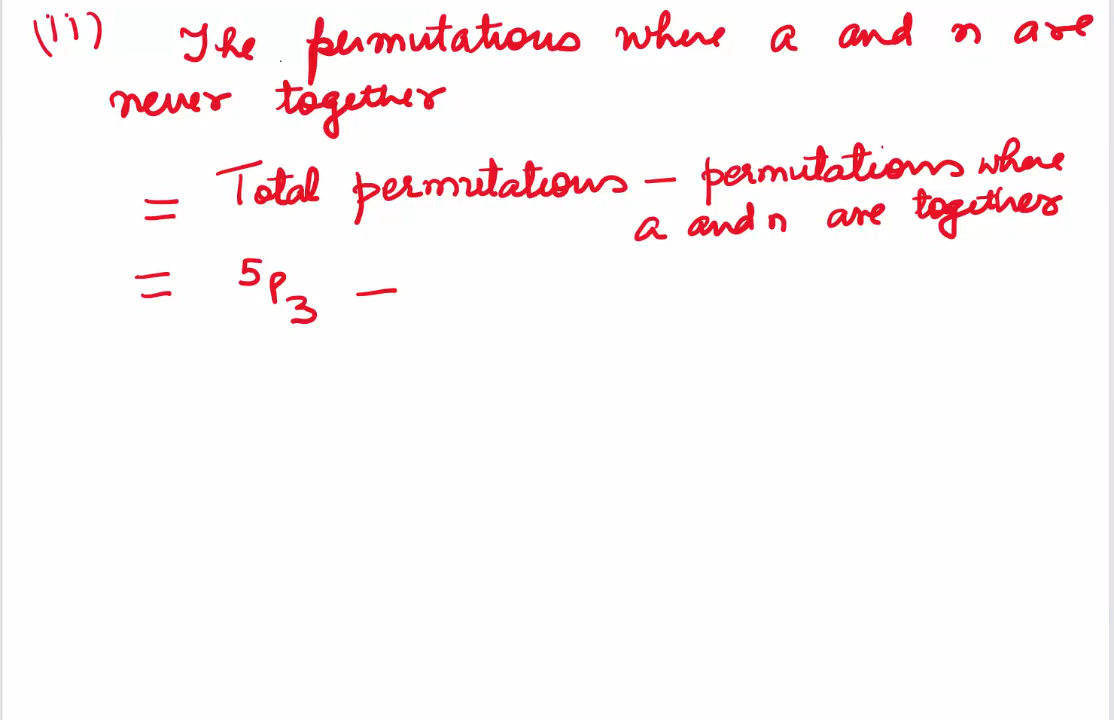 (ii) The permutations where a and n are
never together
= Total permutations - permutations where
a and n are together
= ⁵P₃ -